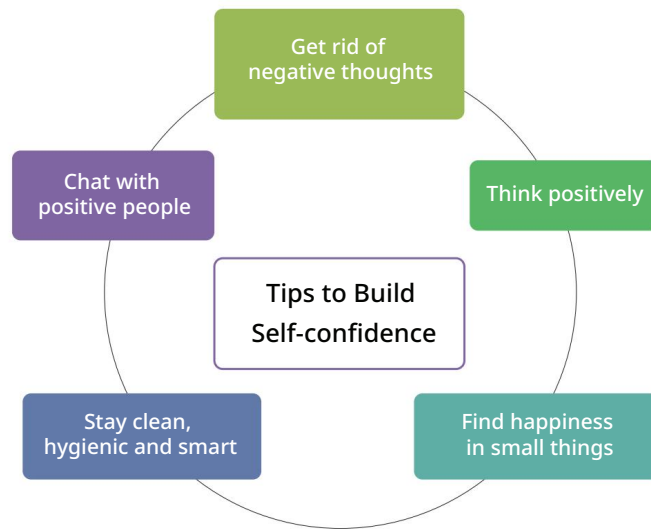 Get rid of
negative thoughts
Think positively
Find happiness
in small things
Stay clean,
hygienic and smart
Chat with
positive people
Tips to Build
Self-confidence